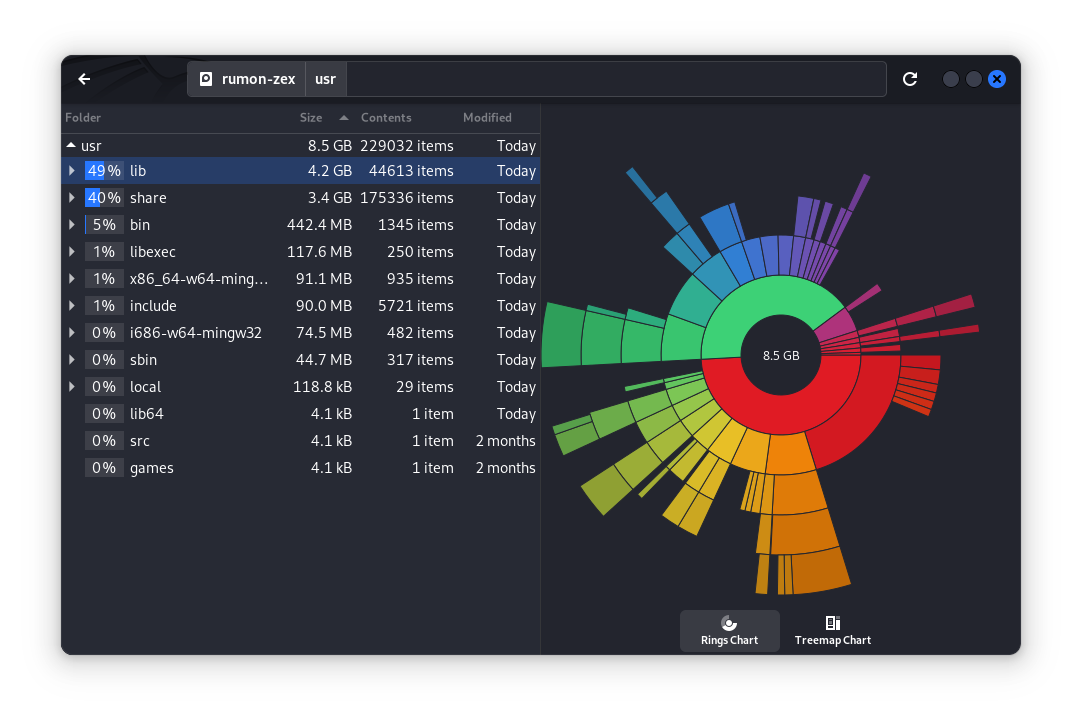 rumon-zex usr
Folder Size Contents Modified
usr 8.5 GB 229032 items Today
49% lib 4.2 GB 44613 items Today
40% share 3.4 GB 175336 items Today
5% bin 442.4 MB 1345 items Today
1% libexec 117.6 MB 250 items Today
1% x86_64-w64-ming… 91.1 MB 935 items Today
1% include 90.0 MB 5721 items Today
0% i686-w64-mingw32 74.5 MB 482 items Today
0% sbin 44.7 MB 317 items Today
0% local 118.8 kB 29 items Today
0% lib64 4.1 kB 1 item Today
0% src 4.1 kB 1 item 2 months
0% games 4.1 kB 1 item 2 months
8.5 GB
Rings Chart Treemap Chart